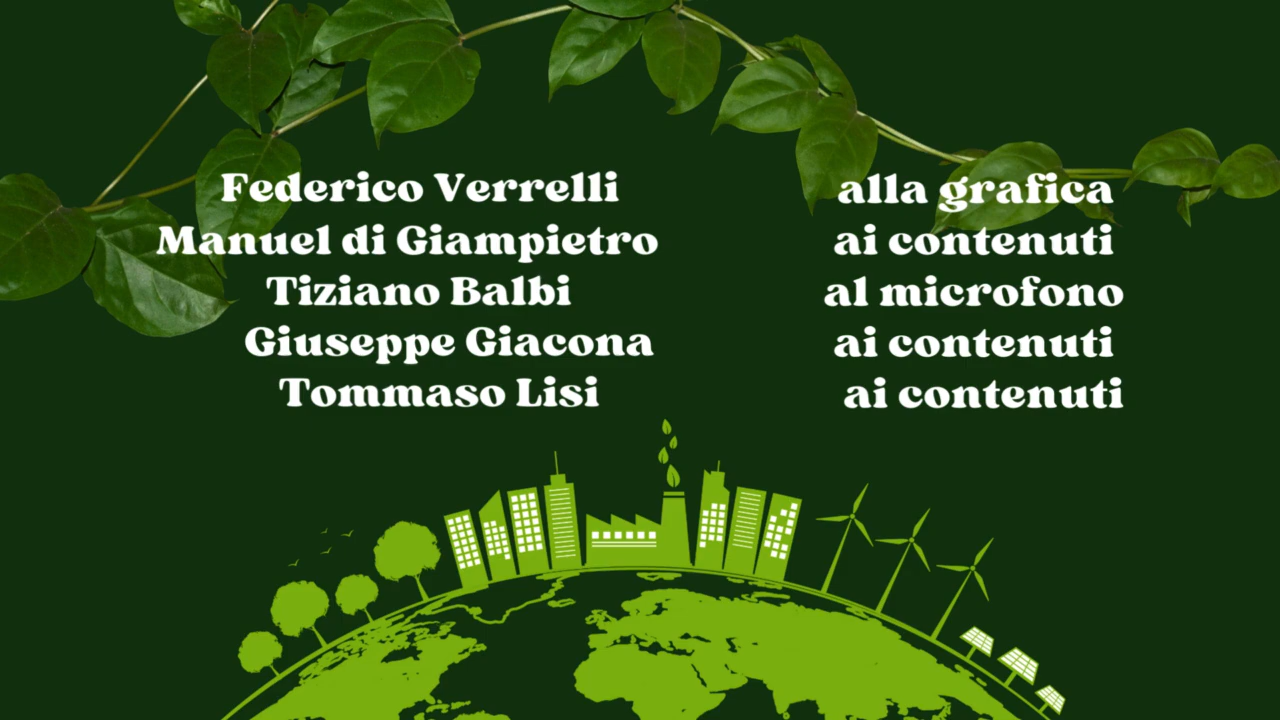 Federico Verrelli alla grafica
Manuel di Giampietro ai contenuti
Tiziano Balbi al microfono
Giuseppe Giacona ai contenuti
Tommaso Lisi ai contenuti